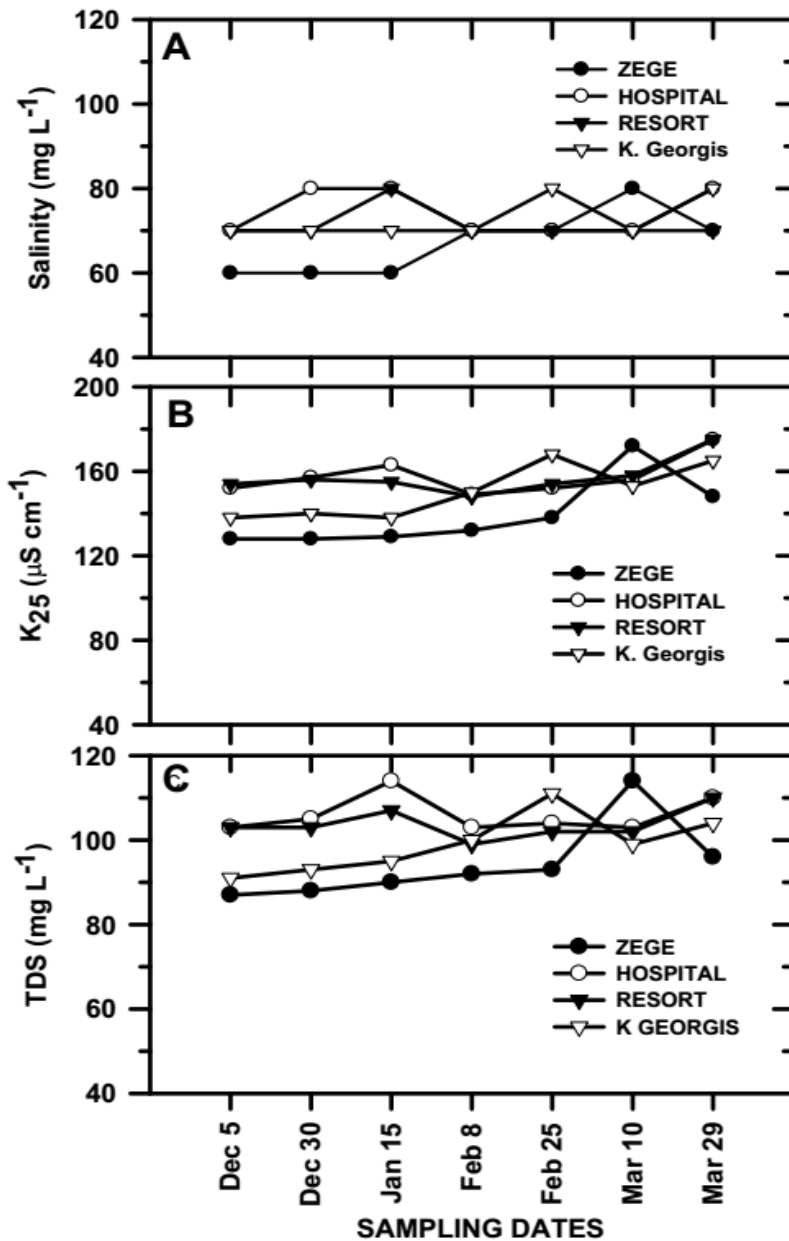 A
Salinity (mg L-1)
120
100
80
60
40
ZEGE
HOSPITAL
RESORT
K. Georgis
B
K25 (µS cm-1)
200
160
120
80
40
ZEGE
HOSPITAL
RESORT
K. Georgis
C
TDS (mg L-1)
120
100
80
60
40
ZEGE
HOSPITAL
RESORT
K GEORGIS
Dec 5
Dec 30
Jan 15
Feb 8
Feb 25
Mar 10
Mar 29
SAMPLING DATES